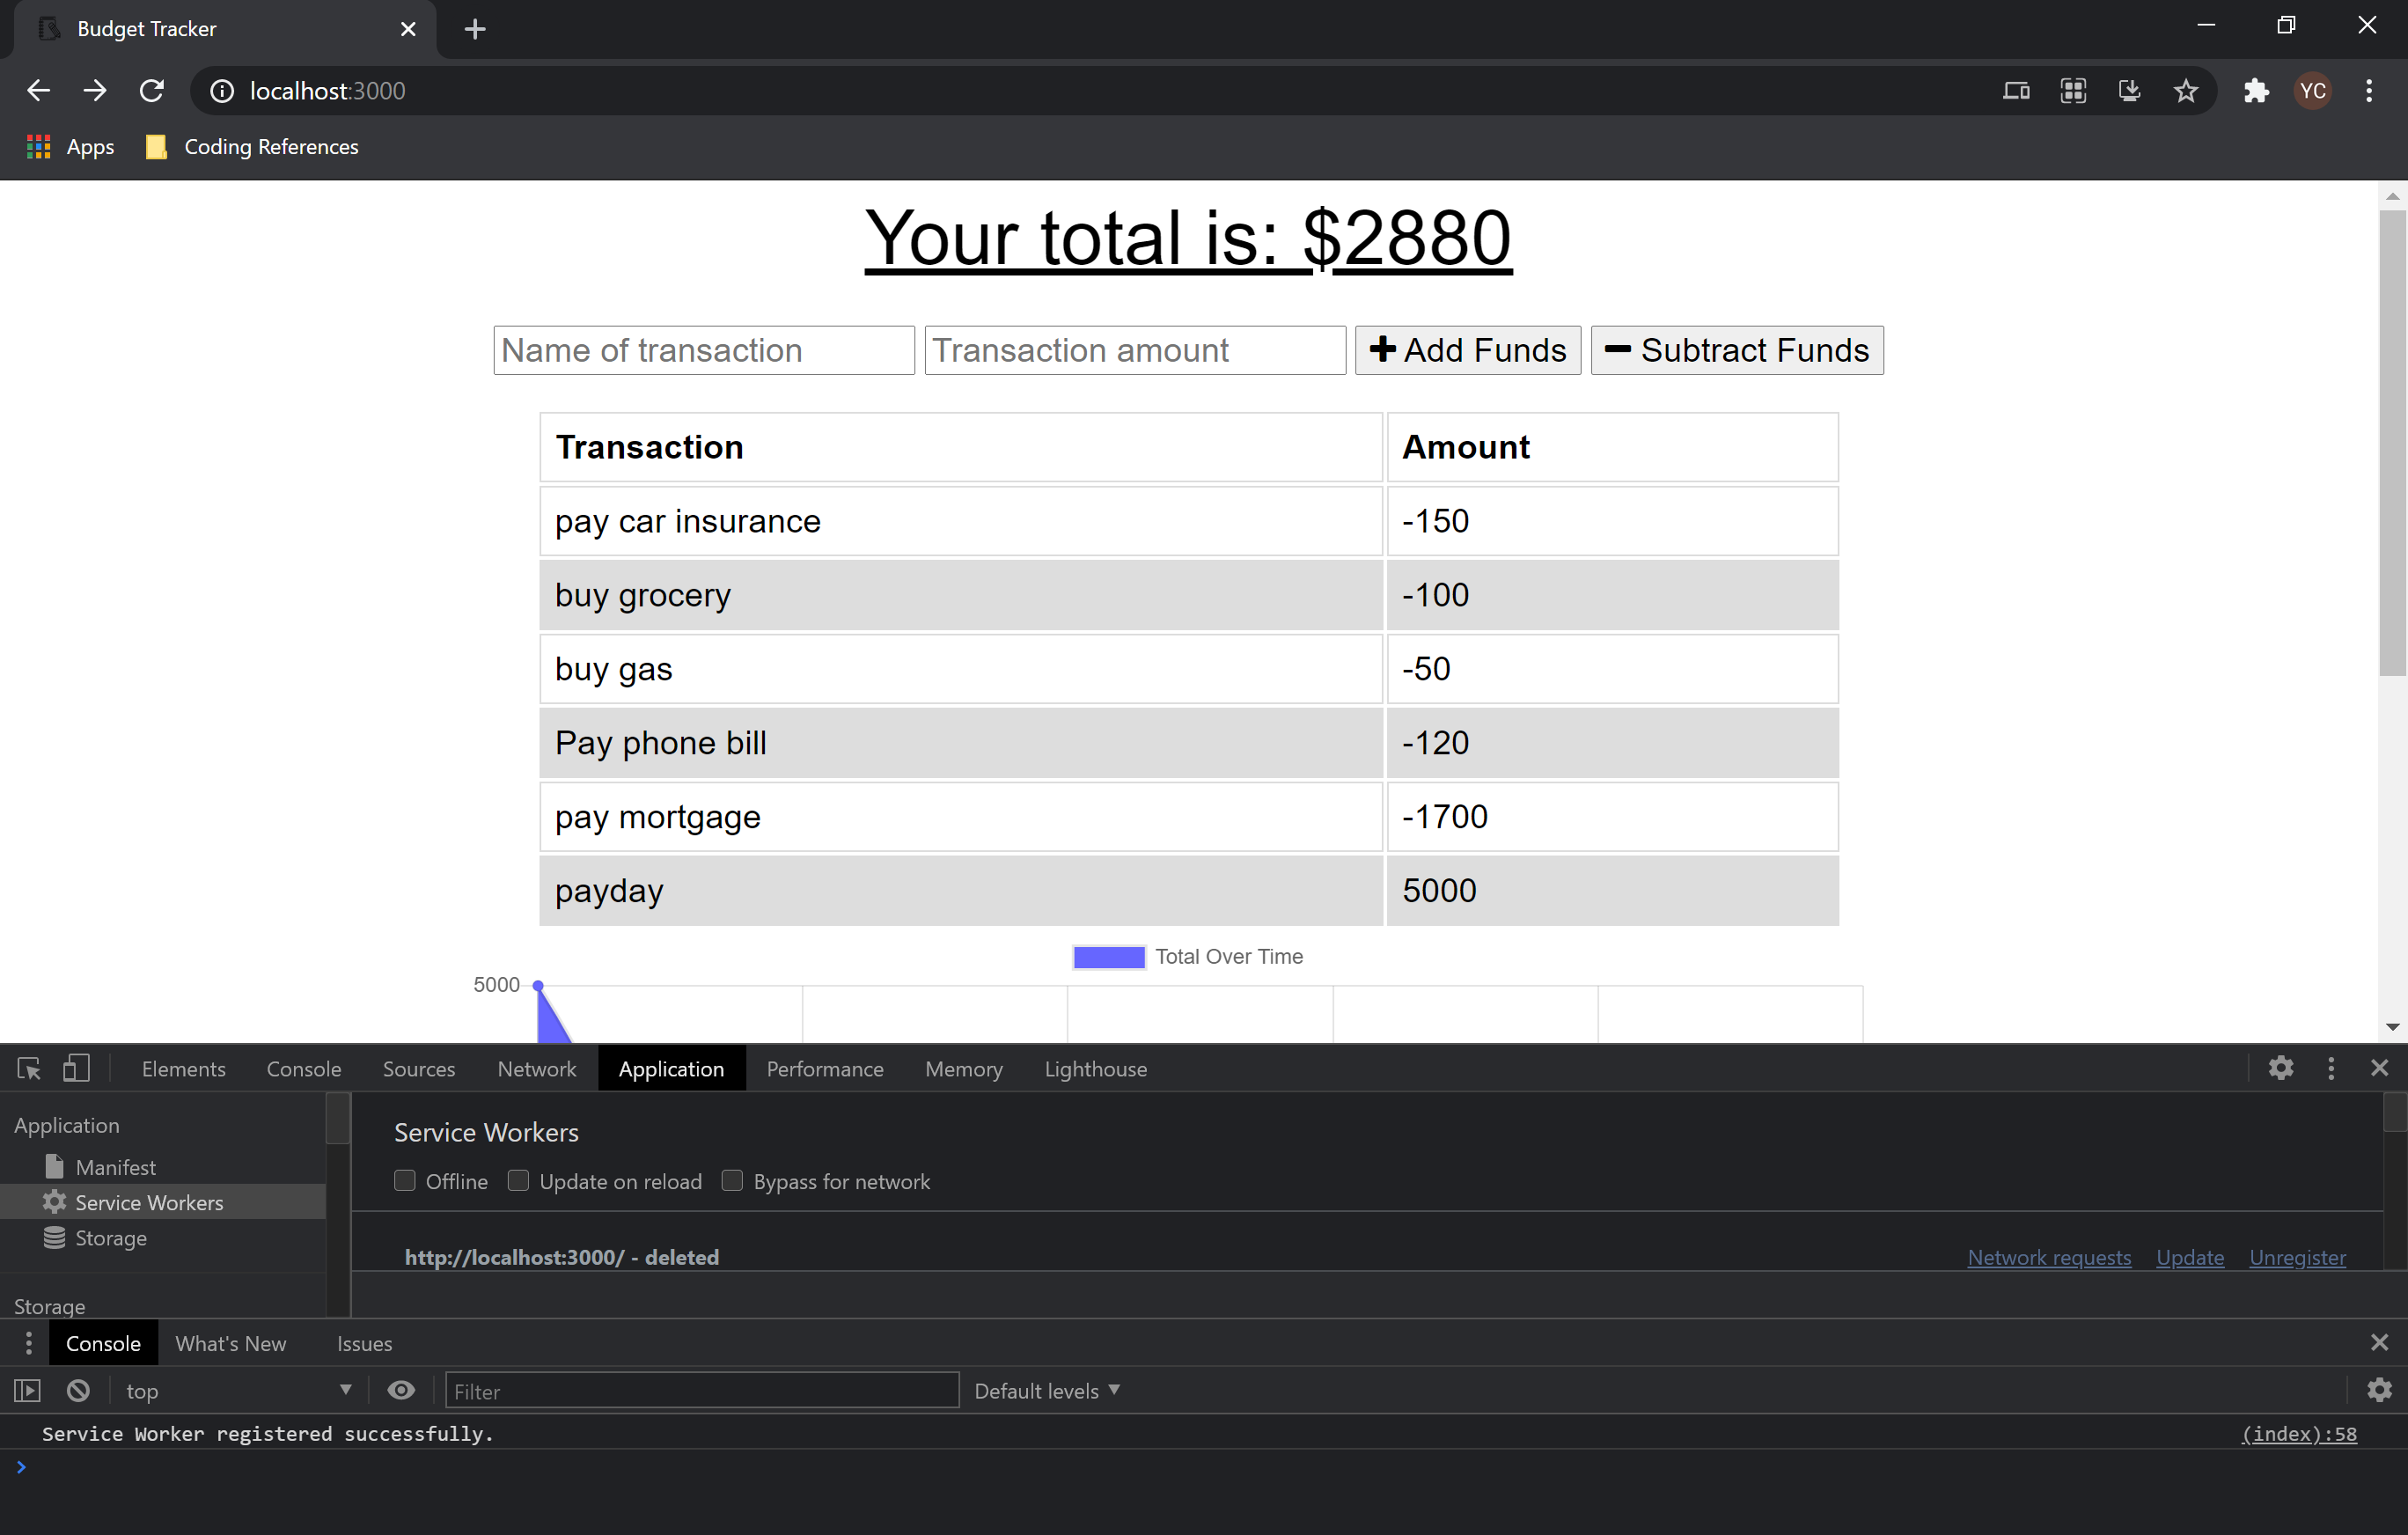 Budget Tracker
localhost:3000
YC
Apps Coding References
Your total is: $2880
Name of transaction Transaction amount Add Funds Subtract Funds
Transaction Amount
pay car insurance -150
buy grocery -100
buy gas -50
Pay phone bill -120
pay mortgage -1700
payday 5000
Total Over Time
5000
Elements Console Sources Network Application Performance Memory Lighthouse
Application
Manifest
Service Workers
Storage
Storage
Service Workers
Offline Update on reload Bypass for network
http://localhost:3000/ - deleted Network requests Update Unregister
Console What's New Issues
top Filter Default levels
Service Worker registered successfully. (index):58